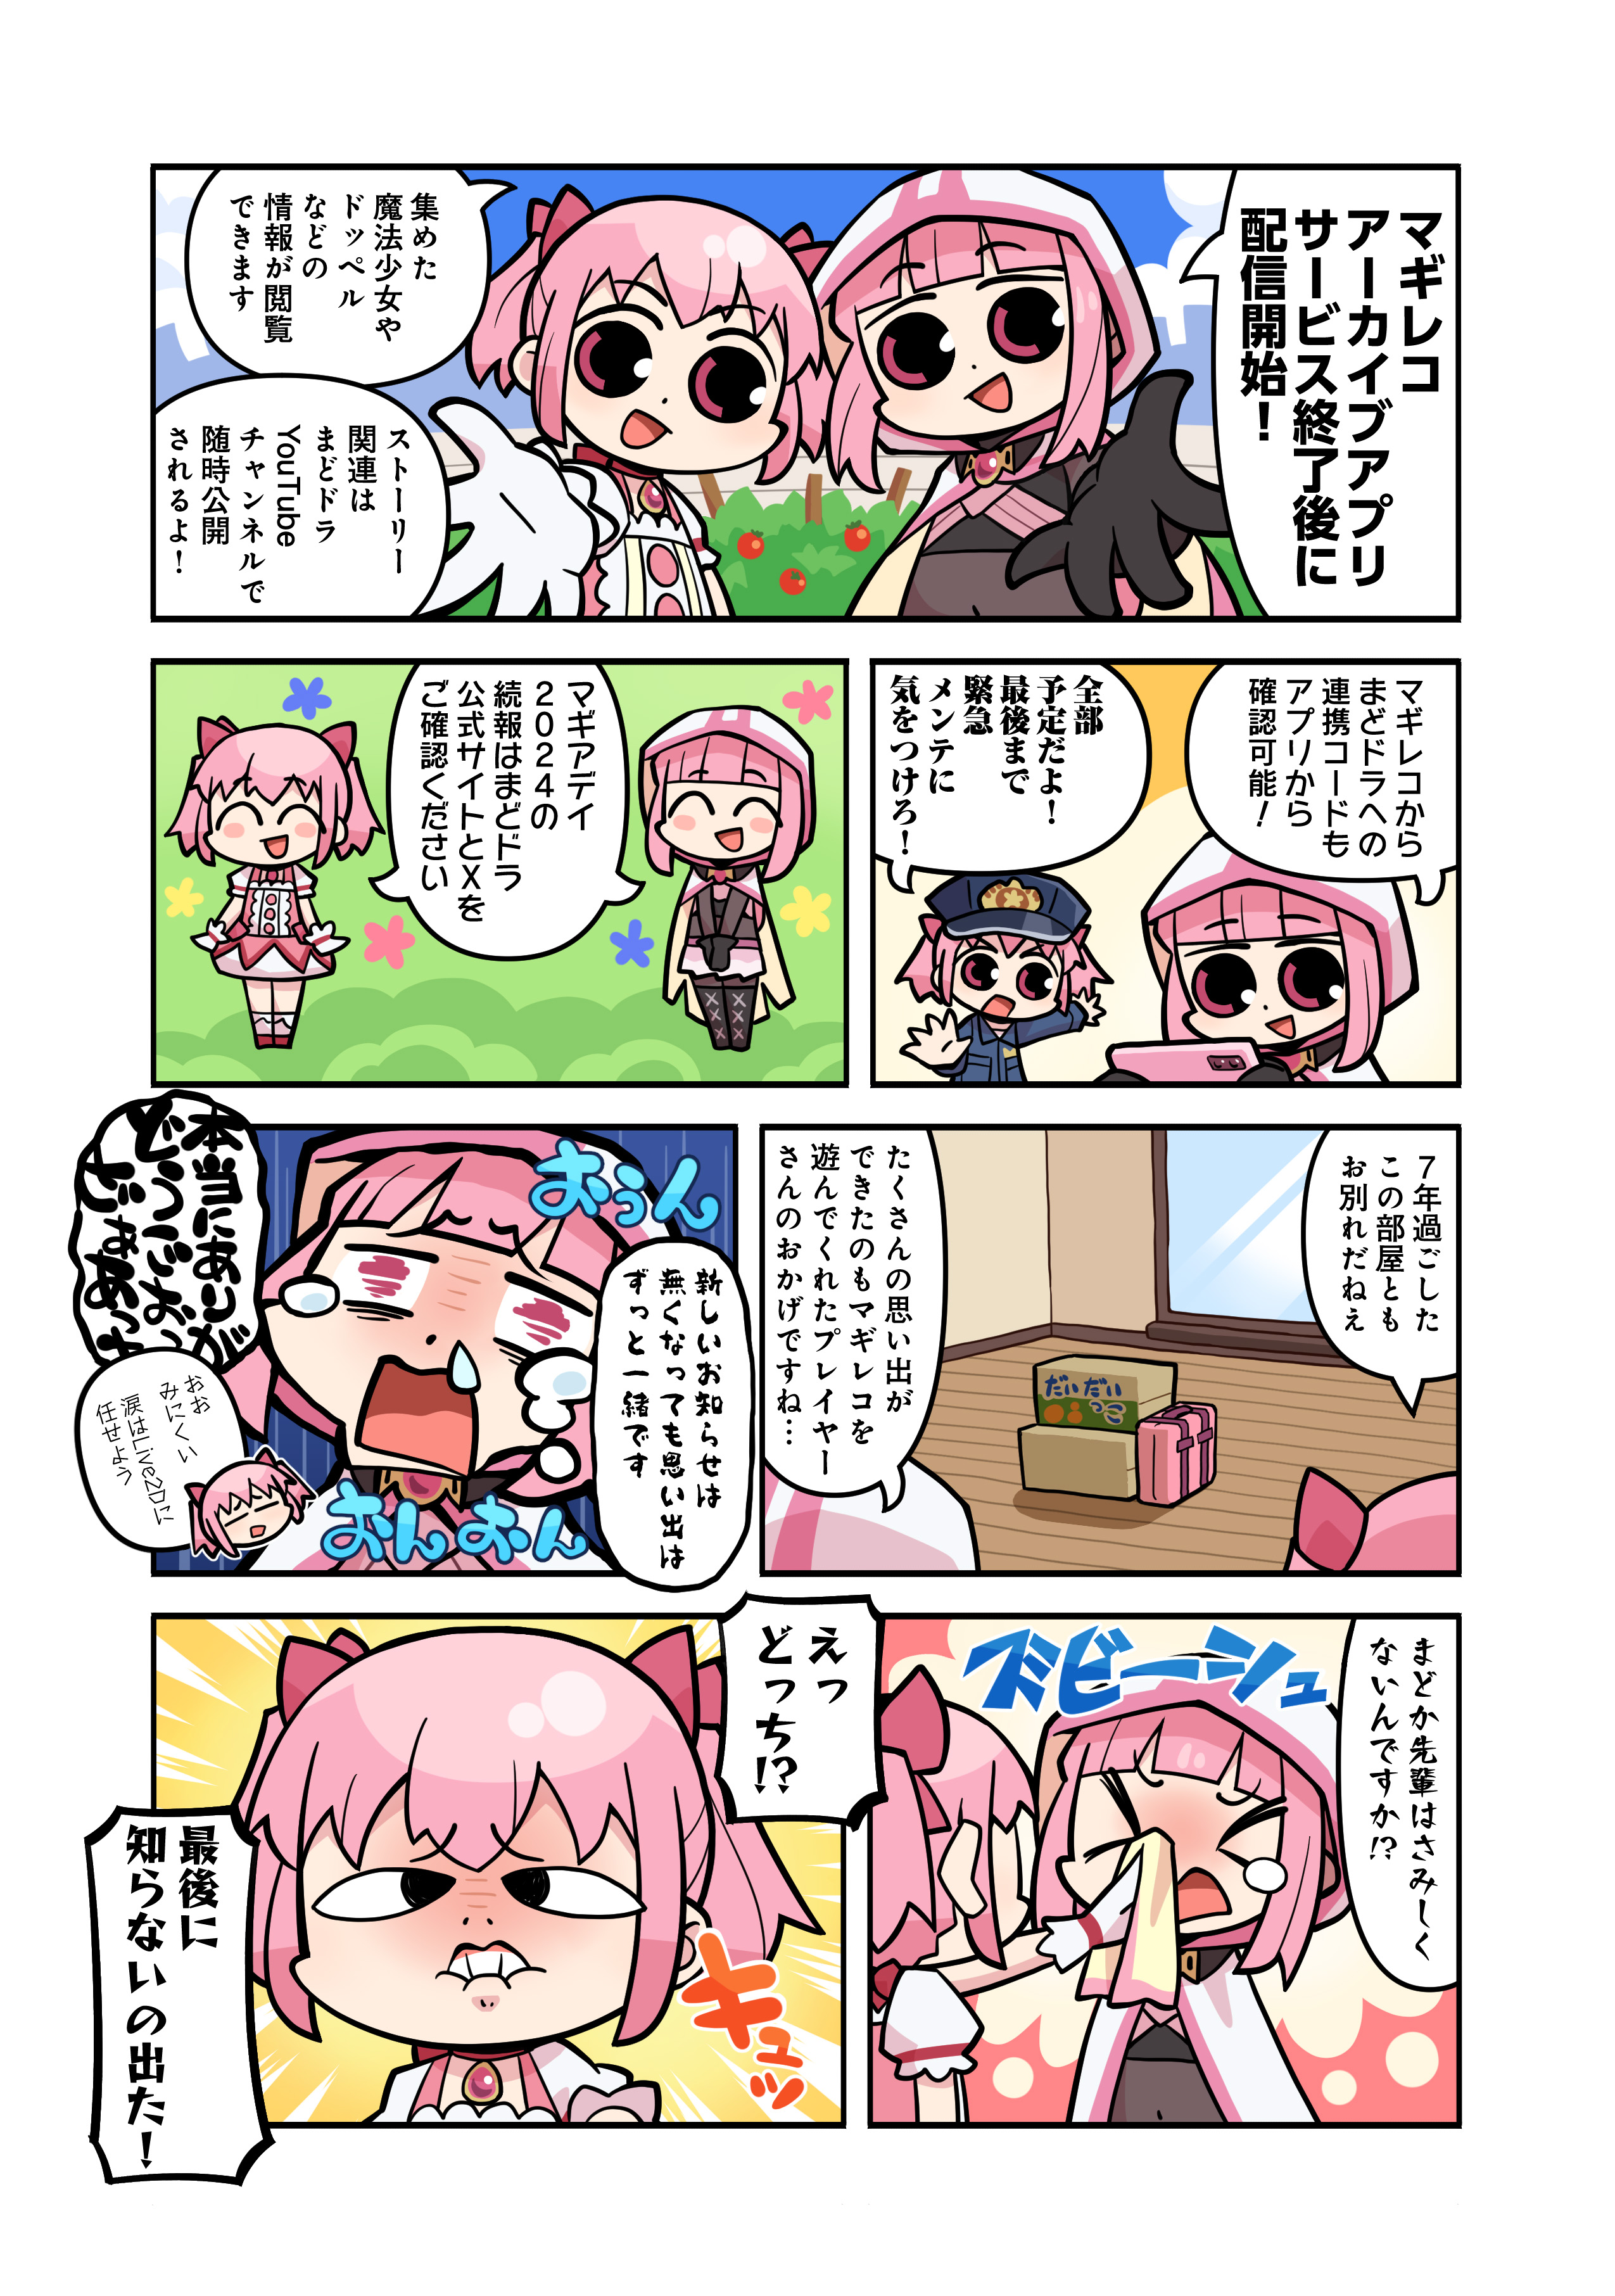 マギレコ
アーカイブアプリ
サービス終了後に
配信開始！
集めた
魔法少女や
ドッペル
などの
情報が閲覧
できます
ストーリー
関連は
まどドラ
YouTube
チャンネルで
随時公開
されるよ！
マギレコから
まどドラへの
連携コードも
アプリから
確認可能！
全部
予定だよ！
最後まで
緊急
メンテに
気をつけろ！
マギアデイ
2024の
続報はまどドラ
公式サイトとXを
ご確認ください
7年過ごした
この部屋とも
お別れだねぇ
だいだい
っこ
たくさんの思い出が
できたのもマギレコを
遊んでくれたプレイヤー
さんのおかげですね…
おぅん
新しいお知らせは
無くなっても思い出は
ずっと一緒です
おんおん
本当にあり が
どうごおっ
ざぁあっ
おお
みにくい
涙はLive2Dに
任せよう
まどか先輩はさみしく
ないんですか!?
ズビーシュ
えっ
どっち!?
キュッ
最後に
知らないの出た！